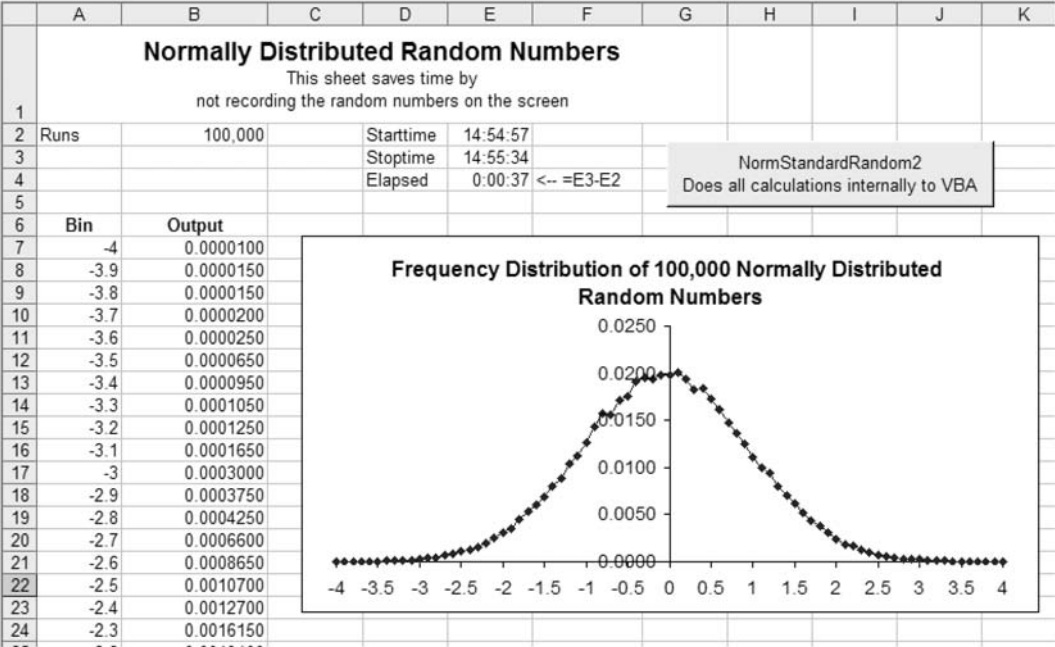 A B C D E F G H I J K
1 Normally Distributed Random Numbers
This sheet saves time by
not recording the random numbers on the screen
2 Runs 100,000 Starttime 14:54:57
3 Stoptime 14:55:34
4 Elapsed 0:00:37 <-- =E3-E2
NormStandardRandom2
Does all calculations internally to VBA
5
6 Bin Output
7 -4 0.0000100
8 -3.9 0.0000150
9 -3.8 0.0000150
10 -3.7 0.0000200
11 -3.6 0.0000250
12 -3.5 0.0000650
13 -3.4 0.0000950
14 -3.3 0.0001050
15 -3.2 0.0001250
16 -3.1 0.0001650
17 -3 0.0003000
18 -2.9 0.0003750
19 -2.8 0.0004250
20 -2.7 0.0006600
21 -2.6 0.0008650
22 -2.5 0.0010700
23 -2.4 0.0012700
24 -2.3 0.0016150
Frequency Distribution of 100,000 Normally Distributed
Random Numbers
0.0250
0.0200
0.0150
0.0100
0.0050
0.0000
-4 -3.5 -3 -2.5 -2 -1.5 -1 -0.5 0 0.5 1 1.5 2 2.5 3 3.5 4